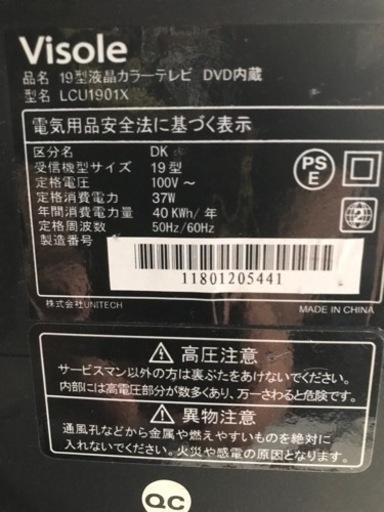 Visole
品名 19型液晶カラーテレビ DVD内蔵
型名 LCU1901X
電気用品安全法に基づく表示
区分名 DK
受信機型サイズ 19型
定格電圧 100V～
定格消費電力 37W
年間消費電力量 40 KWh/年
定格周波数 50Hz/60Hz
製造番号
PS
E
2
11801205441
株式会社UNITECH MADE IN CHINA
高圧注意
サービスマン以外の方は裏ぶたをあけないでください。
内部には高電圧部分が数多くあり、万一さわると危険です。
異物注意
通風孔などから金属や燃えやすいものを絶対に
入れないでください。火災や感電の原因となります。
QC